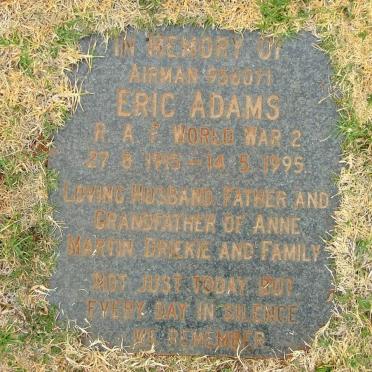 IN MEMORY OF
AIRMAN 956071
ERIC ADAMS
R. A. F. WORLD WAR 2
27. 8. 1915 – 14. 5. 1995
LOVING HUSBAND, FATHER AND
GRANDFATHER OF ANNE
MARTIN, DRIEKIE AND FAMILY
NOT JUST TODAY, BUT
EVERY DAY IN SILENCE
WE REMEMBER